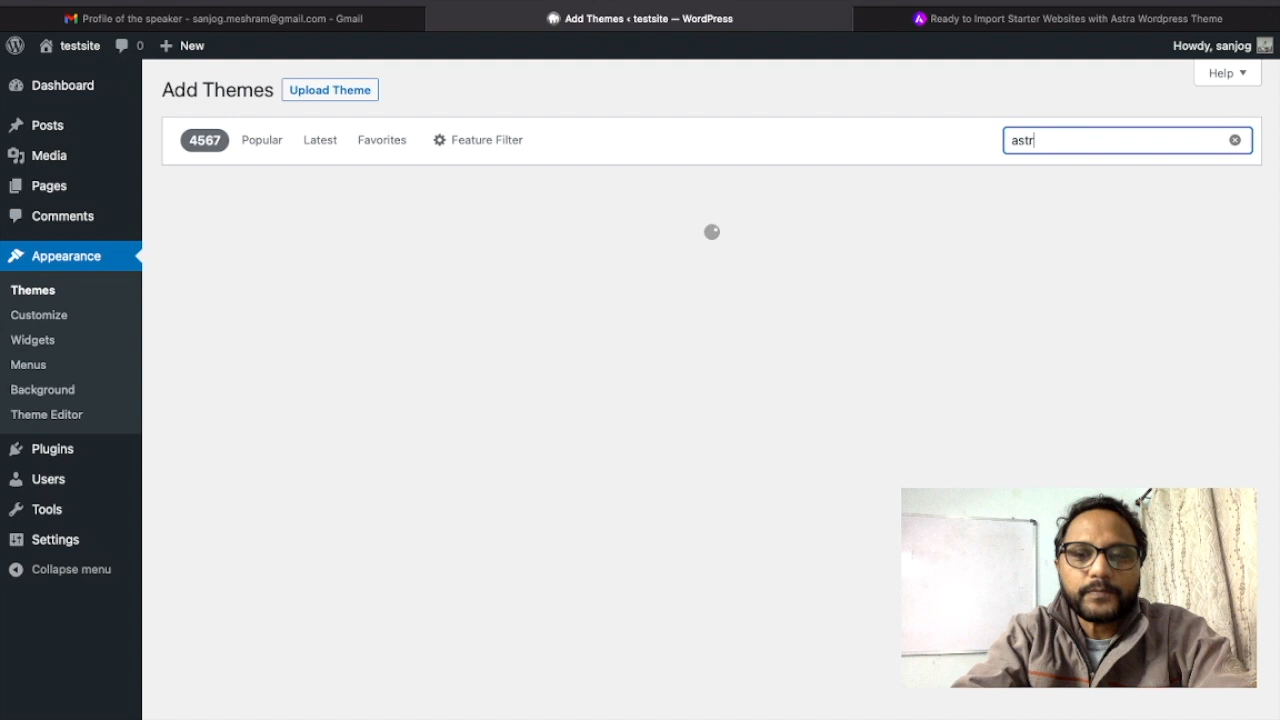 Profile of the speaker - sanjog.meshram@gmail.com - Gmail
Add Themes ‹ testsite — WordPress
Ready to Import Starter Websites with Astra Wordpress Theme
testsite
0
New
Howdy, sanjog
Help
Dashboard
Posts
Media
Pages
Comments
Appearance
Themes
Customize
Widgets
Menus
Background
Theme Editor
Plugins
Users
Tools
Settings
Collapse menu
Add Themes
Upload Theme
4567
Popular
Latest
Favorites
Feature Filter
astr